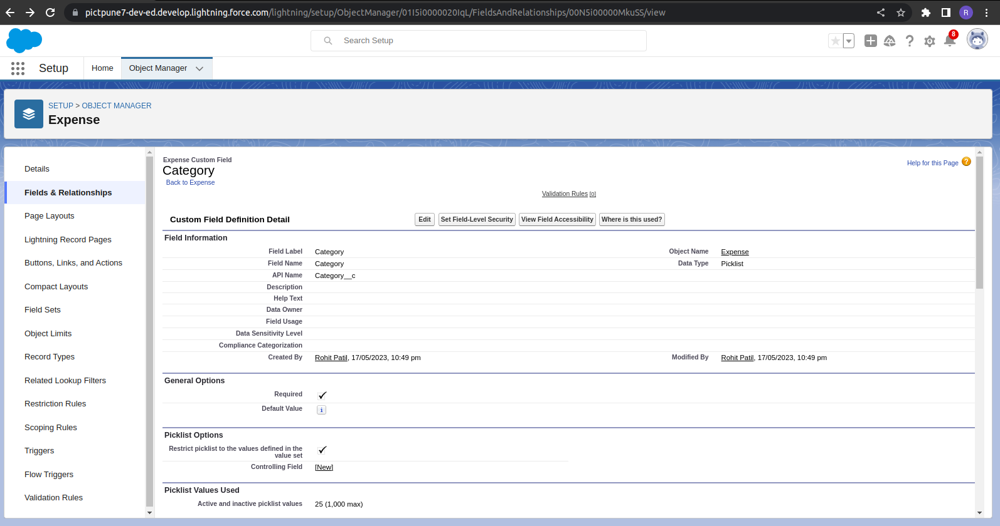 pictpune7-dev-ed.develop.lightning.force.com/lightning/setup/ObjectManager/01I5i0000020IqL/FieldsAndRelationships/00N5i00000MkuSS/view
R
Search Setup
8
Setup
Home
Object Manager
SETUP > OBJECT MANAGER
Expense
Details
Fields & Relationships
Page Layouts
Lightning Record Pages
Buttons, Links, and Actions
Compact Layouts
Field Sets
Object Limits
Record Types
Related Lookup Filters
Restriction Rules
Scoping Rules
Triggers
Flow Triggers
Validation Rules
Expense Custom Field
Category
Back to Expense
Help for this Page ?
Validation Rules [0]
Custom Field Definition Detail
Edit
Set Field-Level Security
View Field Accessibility
Where is this used?
Field Information
Field Label Category Object Name Expense
Field Name Category Data Type Picklist
API Name Category__c
Description
Help Text
Data Owner
Field Usage
Data Sensitivity Level
Compliance Categorization
Created By Rohit Patil, 17/05/2023, 10:49 pm Modified By Rohit Patil, 17/05/2023, 10:49 pm
General Options
Required
Default Value i
Picklist Options
Restrict picklist to the values defined in the
value set
Controlling Field [New]
Picklist Values Used
Active and inactive picklist values 25 (1,000 max)